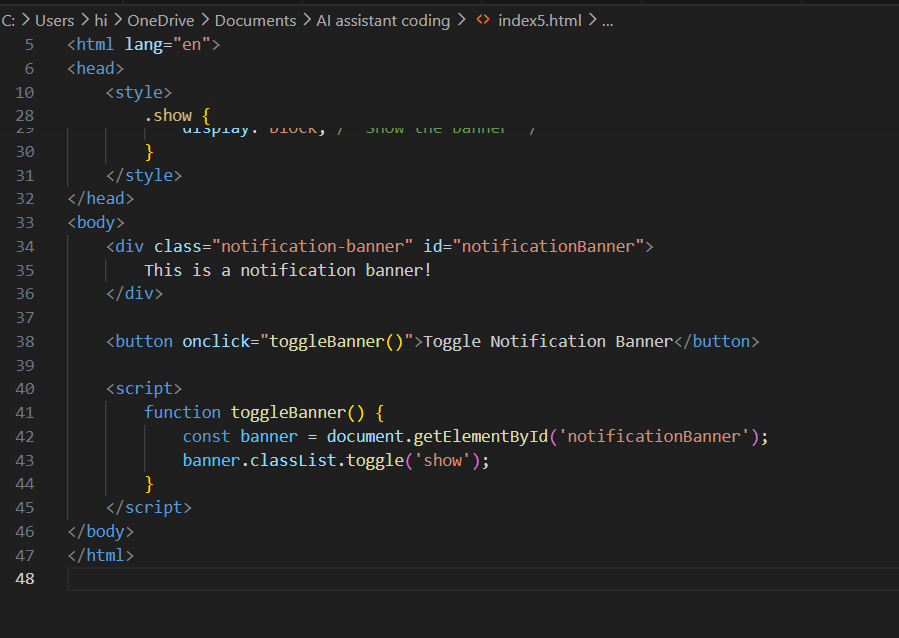 C: > Users > hi > OneDrive > Documents > AI assistant coding > <> index5.html > ...
5 <html lang="en">
6 <head>
10 <style>
28 .show {
29 display: block; /* Show the banner */
30 }
31 </style>
32 </head>
33 <body>
34 <div class="notification-banner" id="notificationBanner">
35 This is a notification banner!
36 </div>
37
38 <button onclick="toggleBanner()">Toggle Notification Banner</button>
39
40 <script>
41 function toggleBanner() {
42 const banner = document.getElementById('notificationBanner');
43 banner.classList.toggle('show');
44 }
45 </script>
46 </body>
47 </html>
48